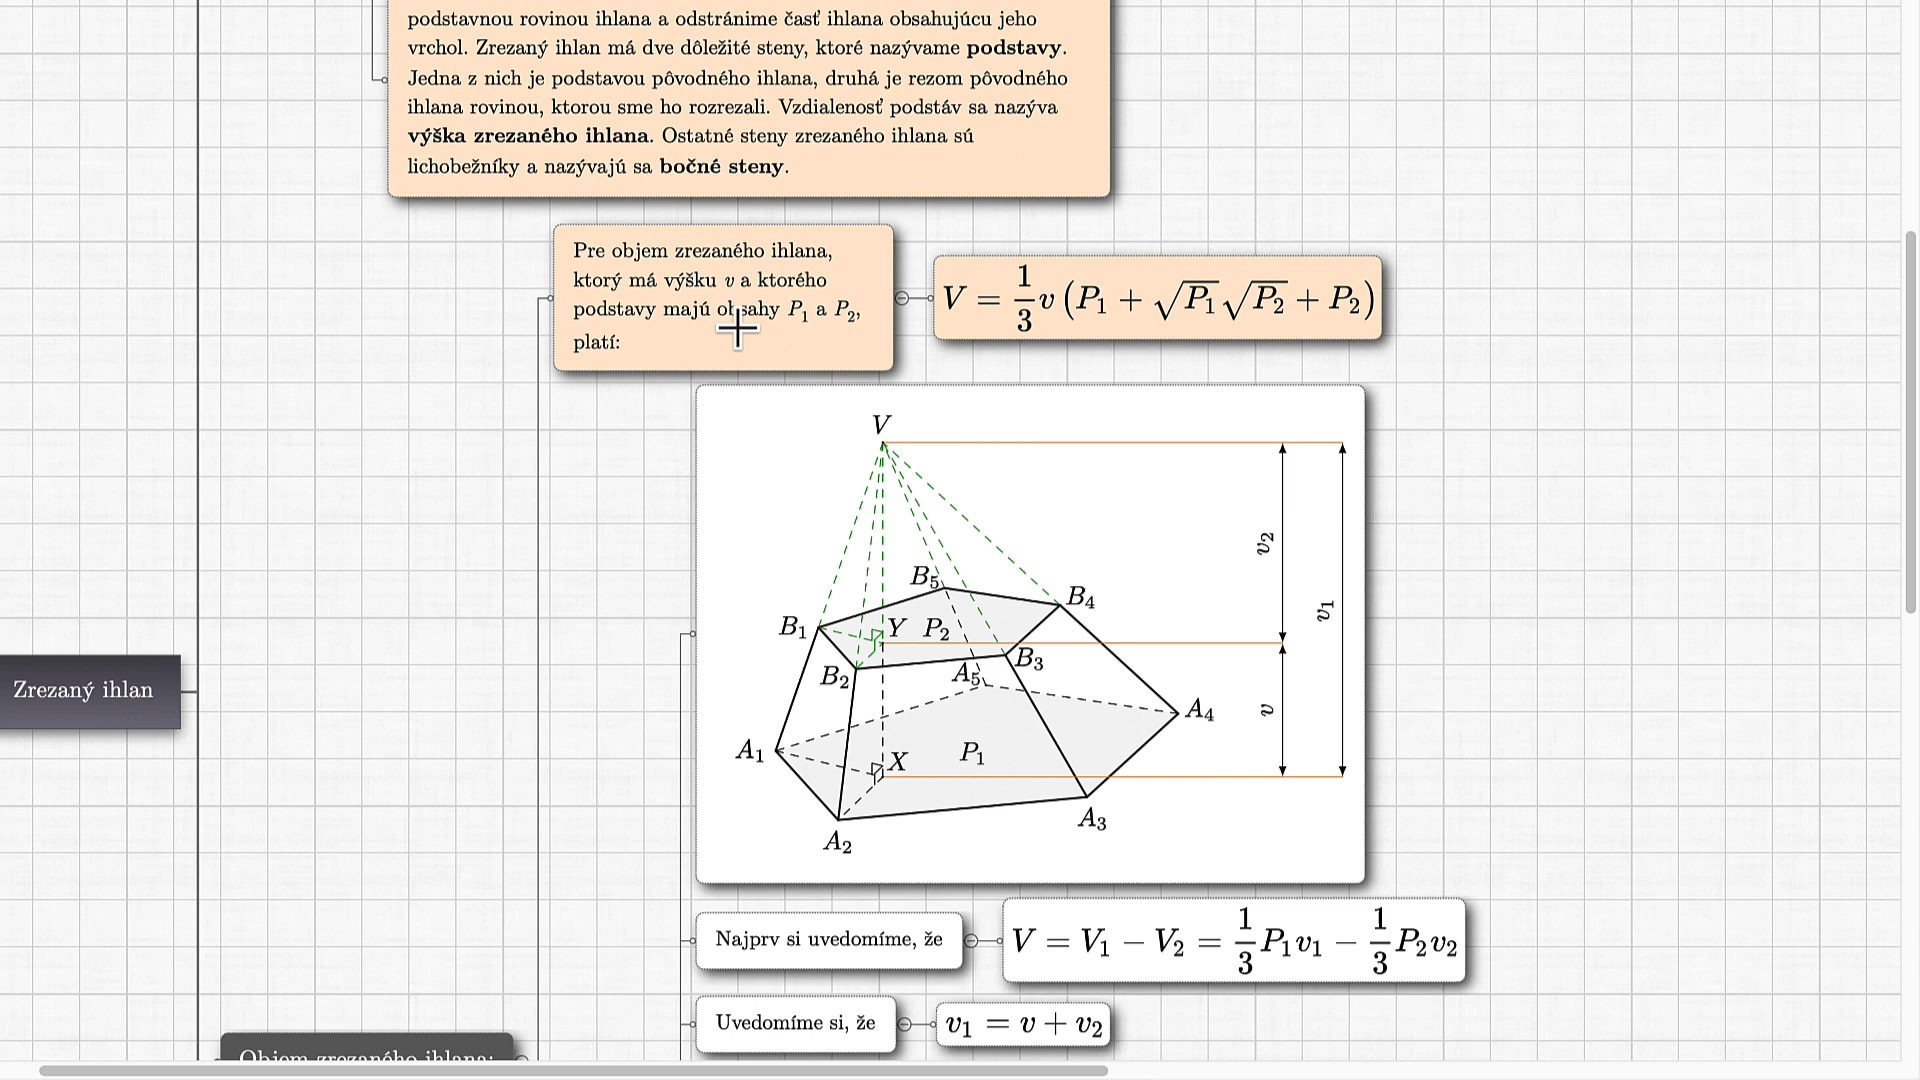 podstavnou rovinou ihlana a odstránime časť ihlana obsahujúcu jeho
vrchol. Zrezaný ihlan má dve dôležité steny, ktoré nazývame podstavy.
Jedna z nich je podstavou pôvodného ihlana, druhá je rezom pôvodného
ihlana rovinou, ktorou sme ho rozrezali. Vzdialenosť podstáv sa nazýva
výška zrezaného ihlana. Ostatné steny zrezaného ihlana sú
lichobežníky a nazývajú sa bočné steny.
Pre objem zrezaného ihlana,
ktorý má výšku v a ktorého
podstavy majú obsahy P₁ a P₂,
platí:
V = 1/3 v (P₁ + √P₁ √P₂ + P₂)
V
v₂
v₁
B₅
B₄
B₁
Y P₂
B₃
B₂
A₅
v
A₄
A₁
X
P₁
A₃
A₂
Zrezaný ihlan
Najprv si uvedomíme, že
V = V₁ − V₂ = 1/3 P₁v₁ − 1/3 P₂v₂
Uvedomíme si, že
v₁ = v + v₂
Objem zrezaného ihlana: